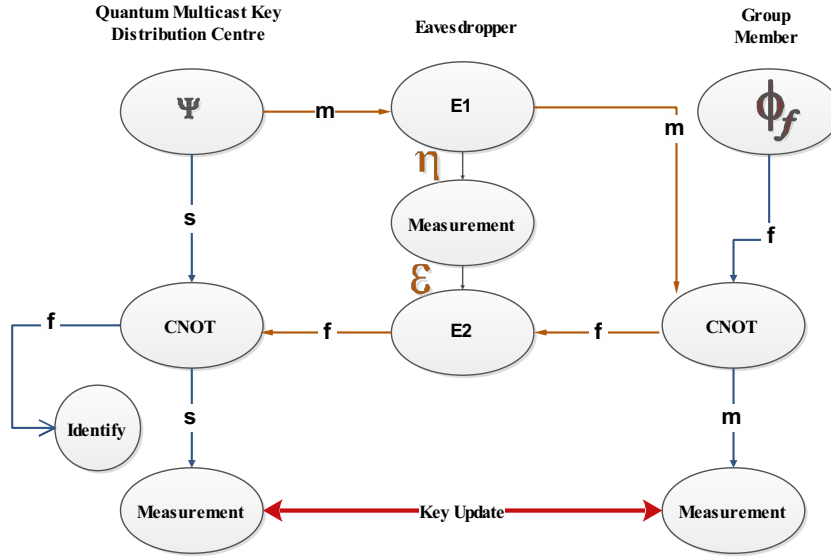 Quantum Multicast Key
Distribution Centre
Eavesdropper
Group
Member
Ψ
m
E1
m
ϕf
η
s
Measurement
f
ε
f
CNOT
f
E2
f
CNOT
s
m
Identify
Measurement
Key Update
Measurement